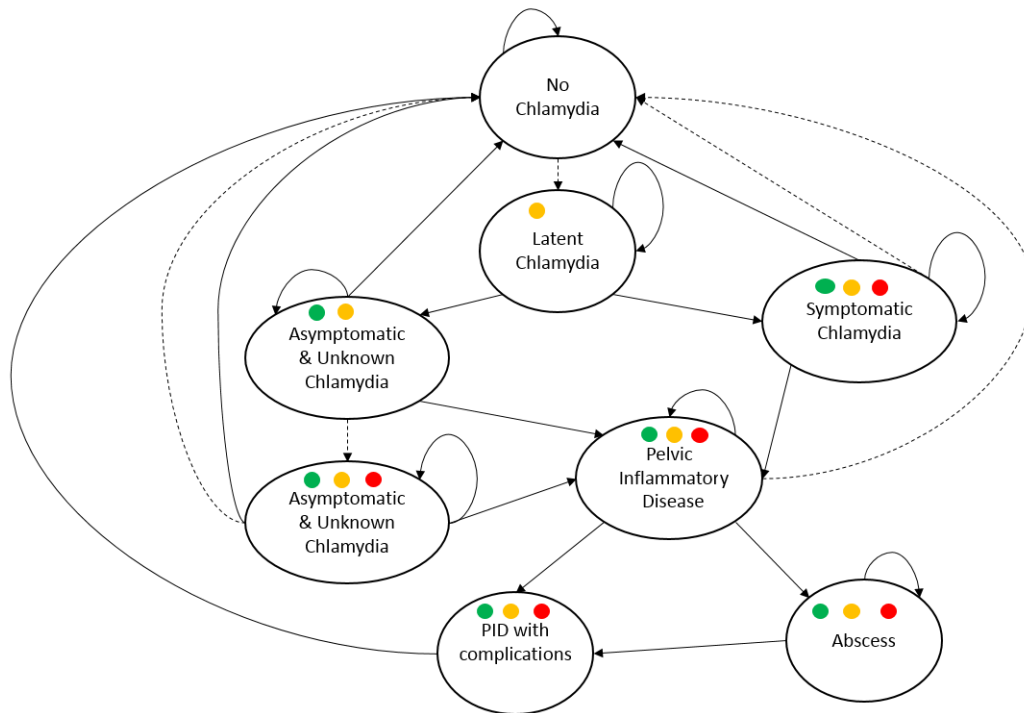 No
Chlamydia
Latent
Chlamydia
Symptomatic
Chlamydia
Asymptomatic
& Unknown
Chlamydia
Pelvic
Inflammatory
Disease
Asymptomatic
& Unknown
Chlamydia
PID with
complications
Abscess